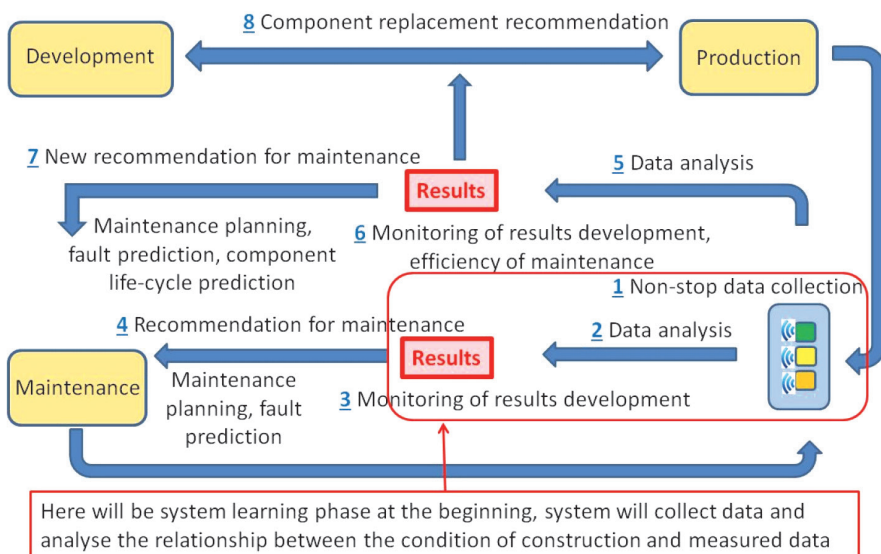 8 Component replacement recommendation
Development
Production
7 New recommendation for maintenance
5 Data analysis
Results
Maintenance planning,
fault prediction, component
life-cycle prediction
6 Monitoring of results development,
efficiency of maintenance
1 Non-stop data collection
4 Recommendation for maintenance
2 Data analysis
Results
Maintenance
Maintenance
planning, fault
prediction
3 Monitoring of results development
Here will be system learning phase at the beginning, system will collect data and
analyse the relationship between the condition of construction and measured data